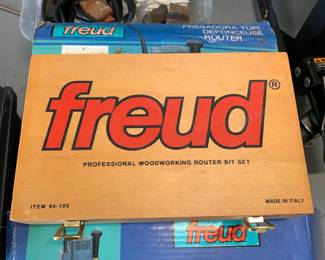 freud
FRESADORA TUPI
DEFONCEUSE
ROUTER
freud®
PROFESSIONAL WOODWORKING ROUTER BIT SET
ITEM 94-100
MADE IN ITALY
freud